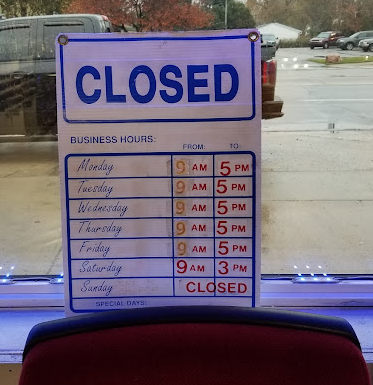 CLOSED
BUSINESS HOURS:
FROM: TO:
Monday 9 AM 5 PM
Tuesday 9 AM 5 PM
Wednesday 9 AM 5 PM
Thursday 9 AM 5 PM
Friday 9 AM 5 PM
Saturday 9 AM 3 PM
Sunday CLOSED
SPECIAL DAYS: